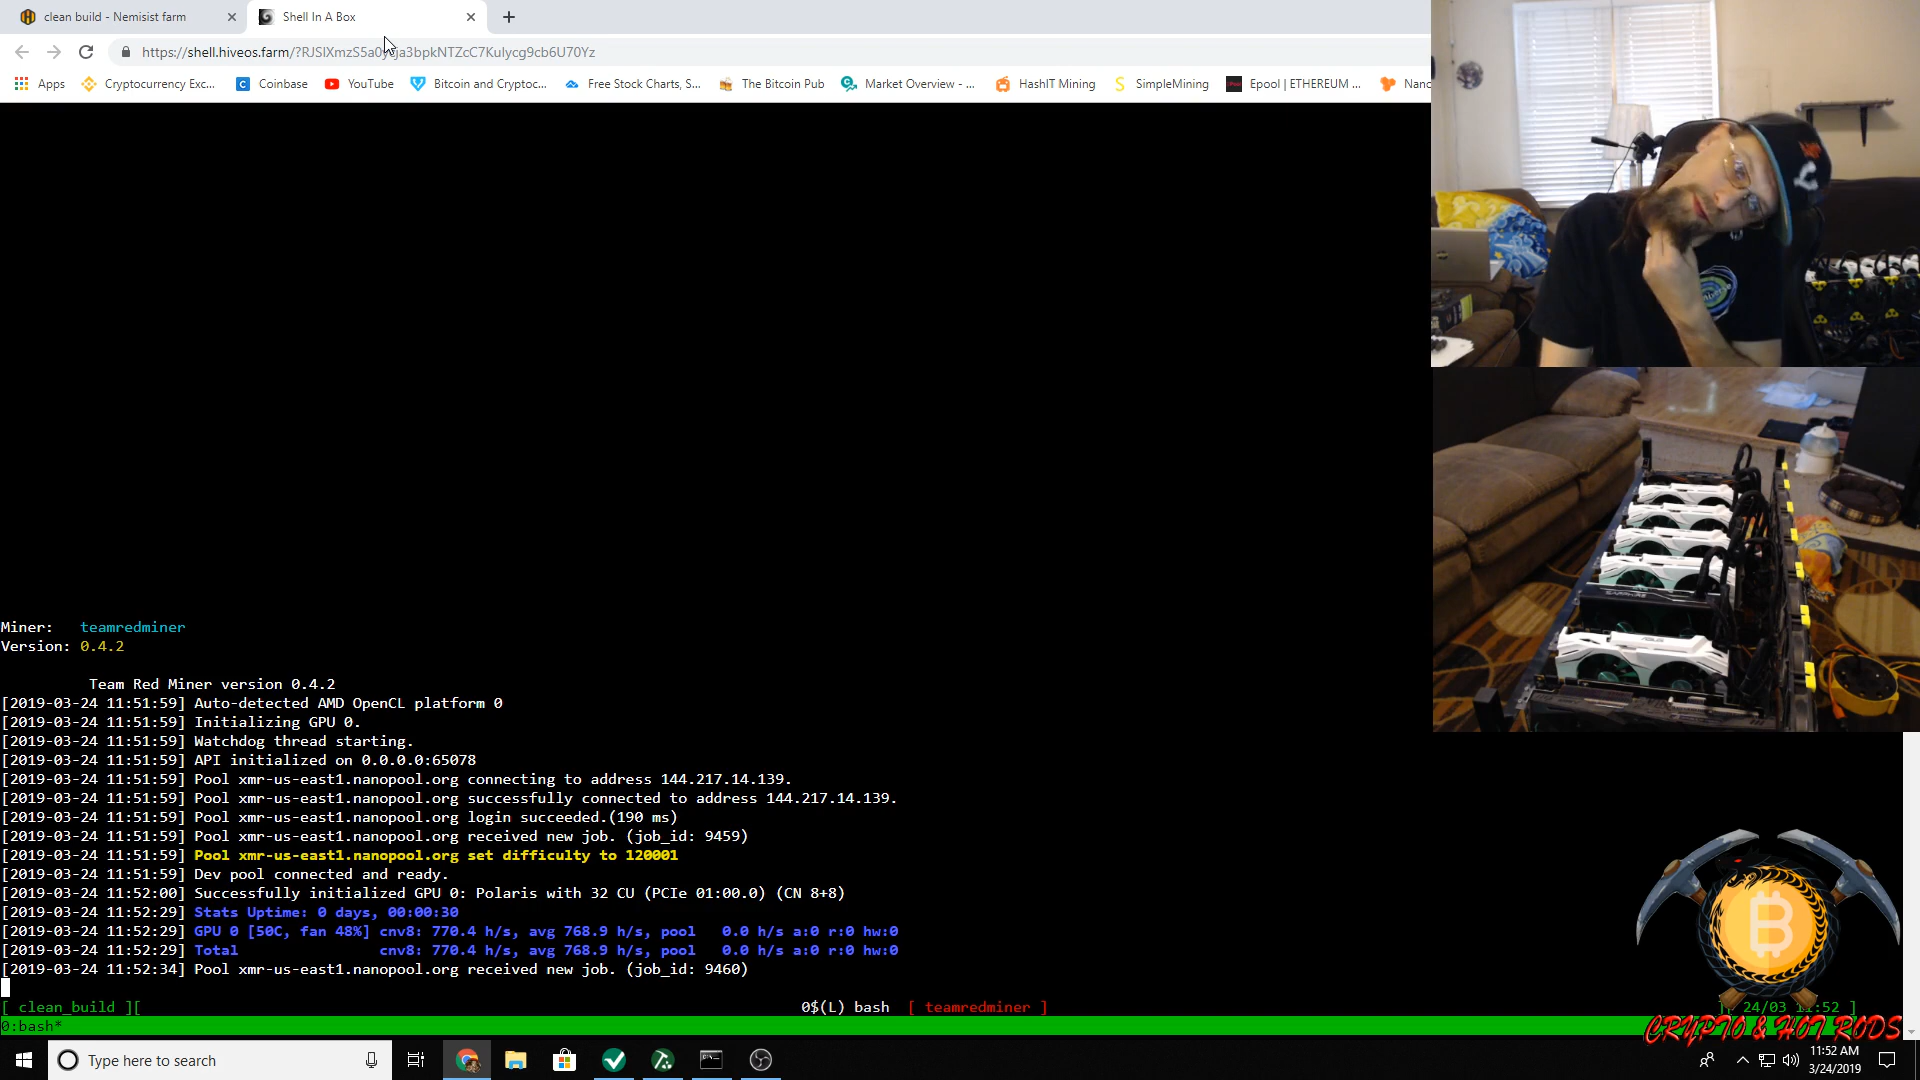 clean build - Nemisist farm
Shell In A Box
Apps
Cryptocurrency Exc...
Coinbase
YouTube
Bitcoin and Cryptoc...
Free Stock Charts, S...
The Bitcoin Pub
Market Overview - ...
HashIT Mining
SimpleMining
Epool | ETHEREUM ...
Nano
Miner: teamredminer
Version: 0.4.2
Team Red Miner version 0.4.2
[2019-03-24 11:51:59] Auto-detected AMD OpenCL platform 0
[2019-03-24 11:51:59] Initializing GPU 0.
[2019-03-24 11:51:59] Watchdog thread starting.
[2019-03-24 11:51:59] API initialized on 0.0.0.0:65078
[2019-03-24 11:51:59] Pool xmr-us-east1.nanopool.org connecting to address 144.217.14.139.
[2019-03-24 11:51:59] Pool xmr-us-east1.nanopool.org successfully connected to address 144.217.14.139.
[2019-03-24 11:51:59] Pool xmr-us-east1.nanopool.org login succeeded.(190 ms)
[2019-03-24 11:51:59] Pool xmr-us-east1.nanopool.org received new job. (job_id: 9459)
[2019-03-24 11:51:59] Pool xmr-us-east1.nanopool.org set difficulty to 120001
[2019-03-24 11:51:59] Dev pool connected and ready.
[2019-03-24 11:52:00] Successfully initialized GPU 0: Polaris with 32 CU (PCIe 01:00.0) (CN 8+8)
[2019-03-24 11:52:29] Stats Uptime: 0 days, 00:00:30
[2019-03-24 11:52:29] GPU 0 [50C, fan 48%] cnv8: 770.4 h/s, avg 768.9 h/s, pool 0.0 h/s a:0 r:0 hw:0
[2019-03-24 11:52:29] Total cnv8: 770.4 h/s, avg 768.9 h/s, pool 0.0 h/s a:0 r:0 hw:0
[2019-03-24 11:52:34] Pool xmr-us-east1.nanopool.org received new job. (job_id: 9460)
[ clean_build ][ 0$(L) bash [ teamredminer ] ][ 24/03 11:52 ]
0:bash*
CRYPTO & HOT RODS
Type here to search
11:52 AM
3/24/2019